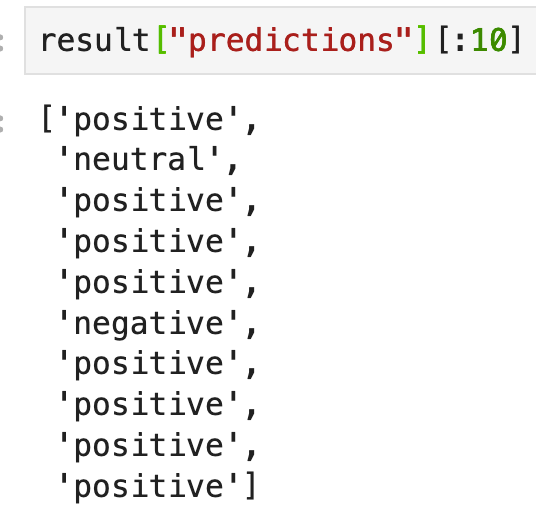 : result["predictions"][:10]
: ['positive',
'neutral',
'positive',
'positive',
'positive',
'negative',
'positive',
'positive',
'positive',
'positive']